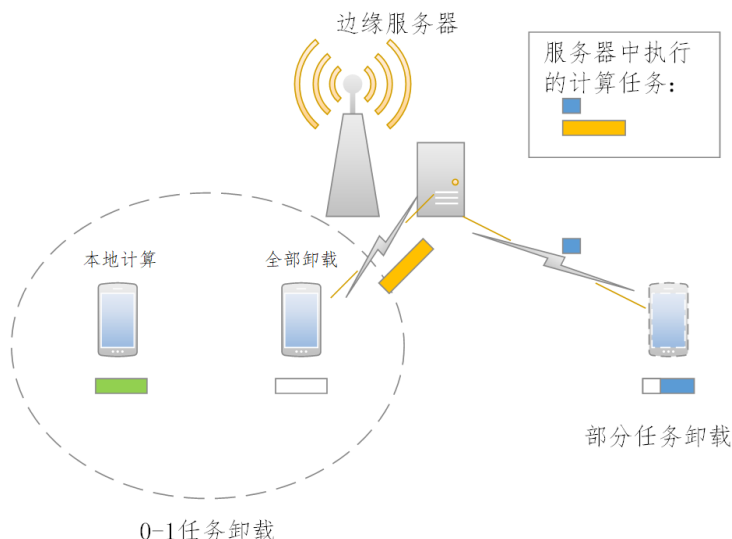 边缘服务器
服务器中执行
的计算任务：
本地计算
全部卸载
部分任务卸载
0-1任务卸载